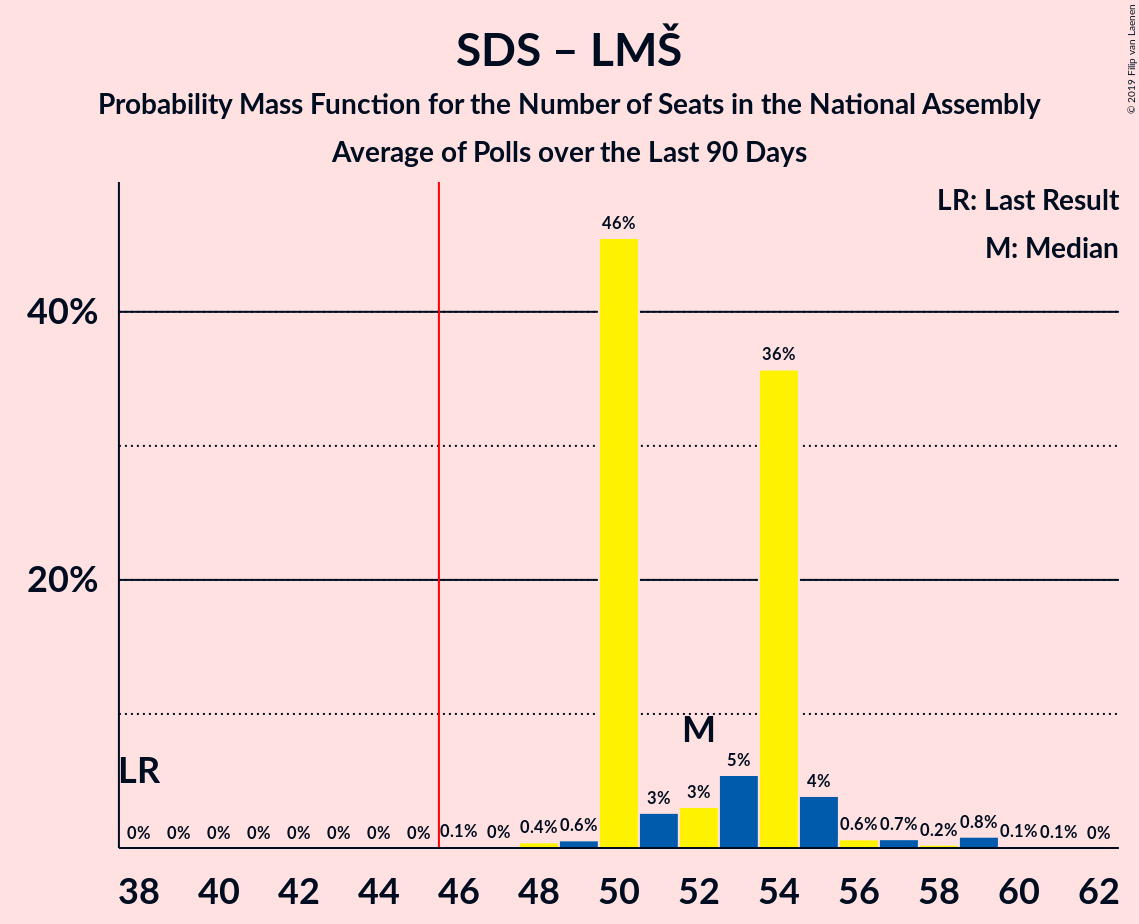 SDS – LMŠ
Probability Mass Function for the Number of Seats in the National Assembly
Average of Polls over the Last 90 Days
© 2019 Filip van Laenen
LR: Last Result
M: Median
46%
40%
36%
20%
M
LR
5%
4%
3%
3%
0% 0% 0% 0% 0% 0% 0% 0% 0.1% 0% 0.4% 0.6% 0.6% 0.7% 0.2% 0.8% 0.1% 0.1% 0%
38 40 42 44 46 48 50 52 54 56 58 60 62